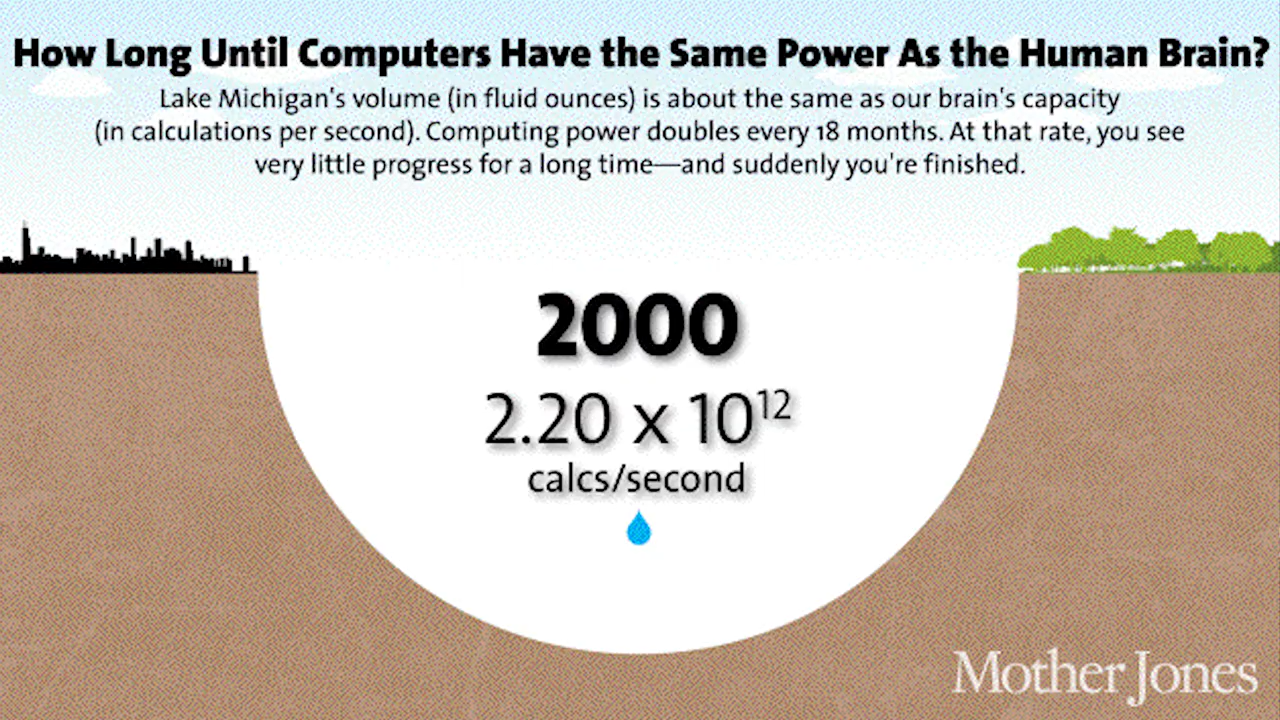 How Long Until Computers Have the Same Power As the Human Brain?
Lake Michigan's volume (in fluid ounces) is about the same as our brain's capacity
(in calculations per second). Computing power doubles every 18 months. At that rate, you see
very little progress for a long time—and suddenly you're finished.
2000
2.20 x 10¹²
calcs/second
Mother Jones